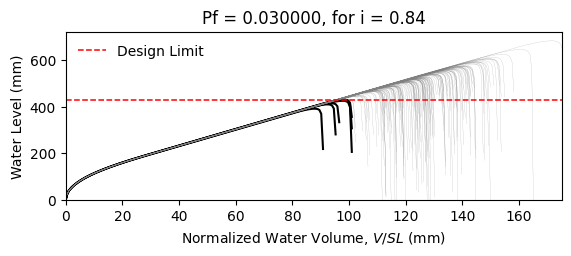 Pf = 0.030000, for i = 0.84
Water Level (mm)
600
400
200
0
Design Limit
0 20 40 60 80 100 120 140 160
Normalized Water Volume, V/SL (mm)